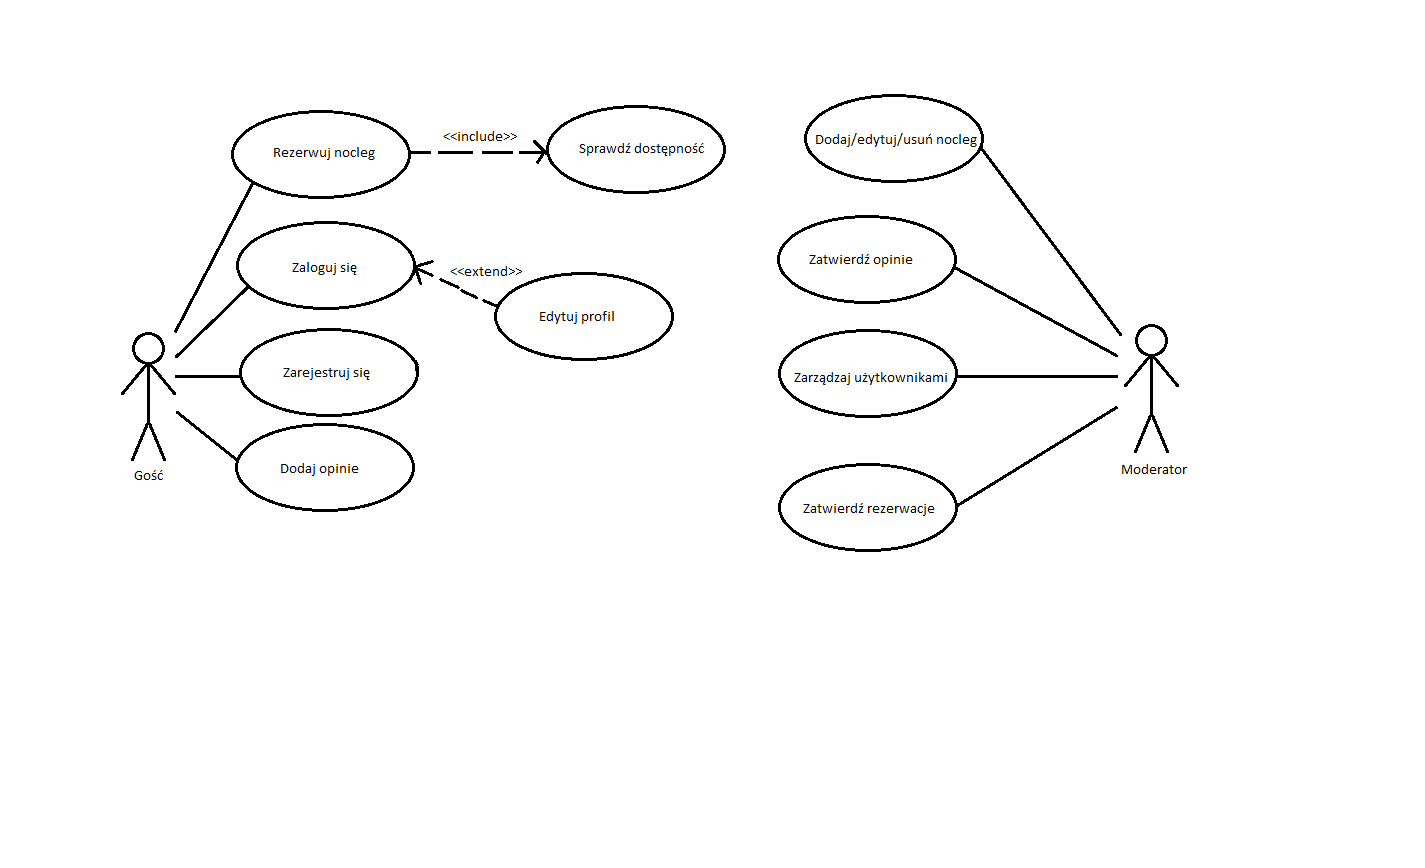 Rezerwuj nocleg
<<include>>
Sprawdź dostępność
Zaloguj się
<<extend>>
Edytuj profil
Zarejestruj się
Dodaj opinie
Gość
Dodaj/edytuj/usuń nocleg
Zatwierdź opinie
Zarządzaj użytkownikami
Zatwierdź rezerwacje
Moderator